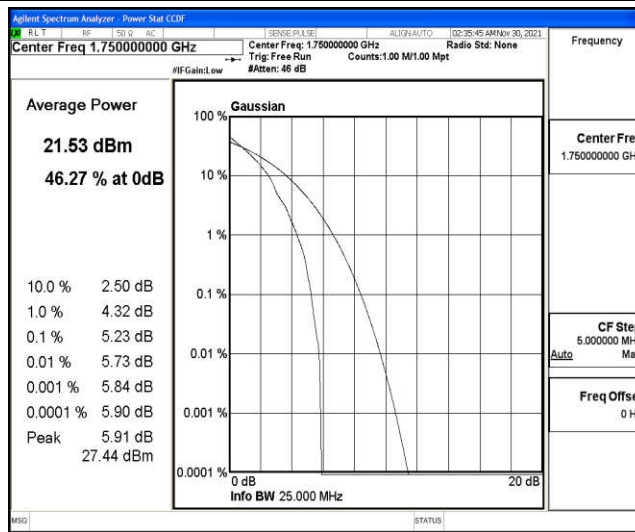 Agilent Spectrum Analyzer - Power Stat CCDF
RLT RF 50 Ω AC SENSE:PULSE ALIGNAUTO 02:35:45 AM Nov 30, 2021
Center Freq 1.750000000 GHz
Center Freq: 1.750000000 GHz Radio Std: None
Trig: Free Run Counts:1.00 M/1.00 Mpt
#IFGain:Low #Atten: 46 dB
Frequency
Average Power
21.53 dBm
46.27 % at 0dB
10.0 % 2.50 dB
1.0 % 4.32 dB
0.1 % 5.23 dB
0.01 % 5.73 dB
0.001 % 5.84 dB
0.0001 % 5.90 dB
Peak 5.91 dB
27.44 dBm
Gaussian
100 %
10 %
1 %
0.1 %
0.01 %
0.001 %
0.0001 %
0 dB 20 dB
Info BW 25.000 MHz
Center Fre
1.750000000 GH
CF Ste
5.000000 MH
Auto Ma
Freq Offse
0 H
MSG STATUS